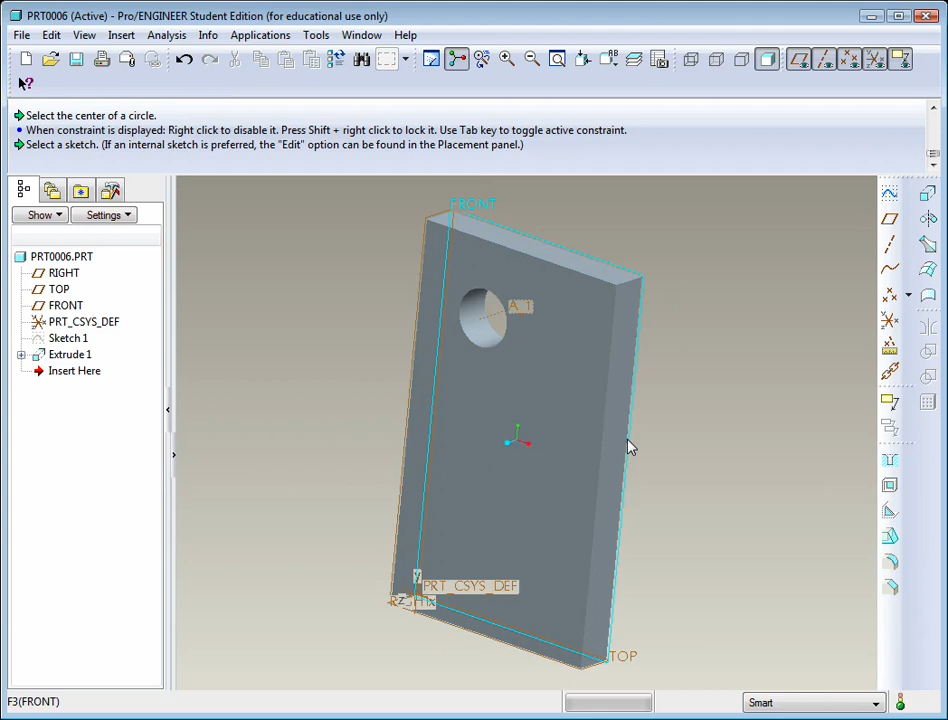 PRT0006 (Active) - Pro/ENGINEER Student Edition (for educational use only)
File Edit View Insert Analysis Info Applications Tools Window Help
Select the center of a circle.
When constraint is displayed: Right click to disable it. Press Shift + right click to lock it. Use Tab key to toggle active constraint.
Select a sketch. (If an internal sketch is preferred, the "Edit" option can be found in the Placement panel.)
Show Settings
PRT0006.PRT
RIGHT
TOP
FRONT
PRT_CSYS_DEF
Sketch 1
Extrude 1
Insert Here
FRONT
A_1
y
PRT_CSYS_DEF
z
x
TOP
F3(FRONT)
Smart